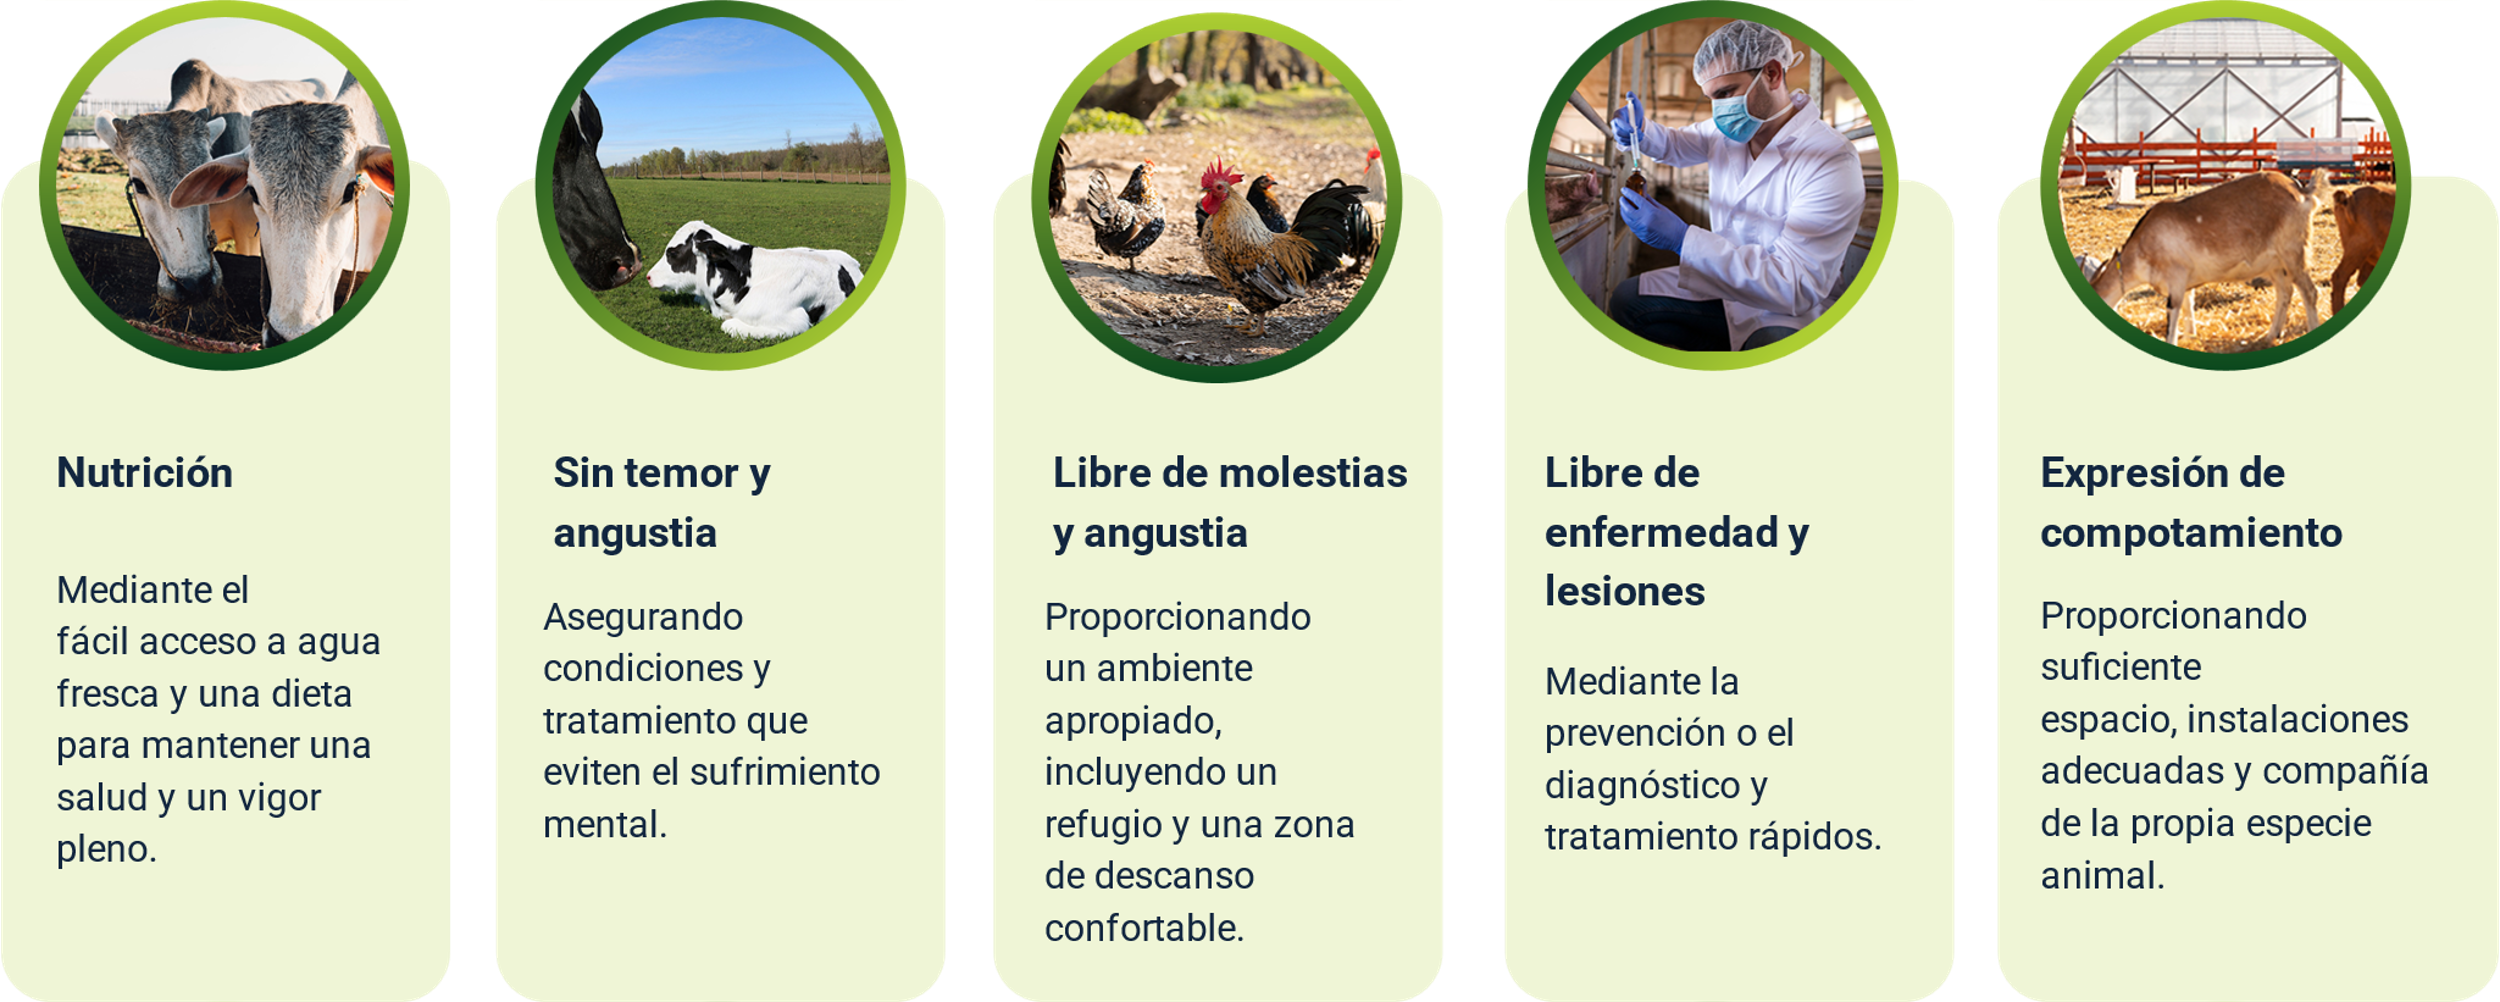 Nutrición
Mediante el
fácil acceso a agua
fresca y una dieta
para mantener una
salud y un vigor
pleno.
Sin temor y
angustia
Asegurando
condiciones y
tratamiento que
eviten el sufrimiento
mental.
Libre de molestias
y angustia
Proporcionando
un ambiente
apropiado,
incluyendo un
refugio y una zona
de descanso
confortable.
Libre de
enfermedad y
lesiones
Mediante la
prevención o el
diagnóstico y
tratamiento rápidos.
Expresión de
compotamiento
Proporcionando
suficiente
espacio, instalaciones
adecuadas y compañía
de la propia especie
animal.